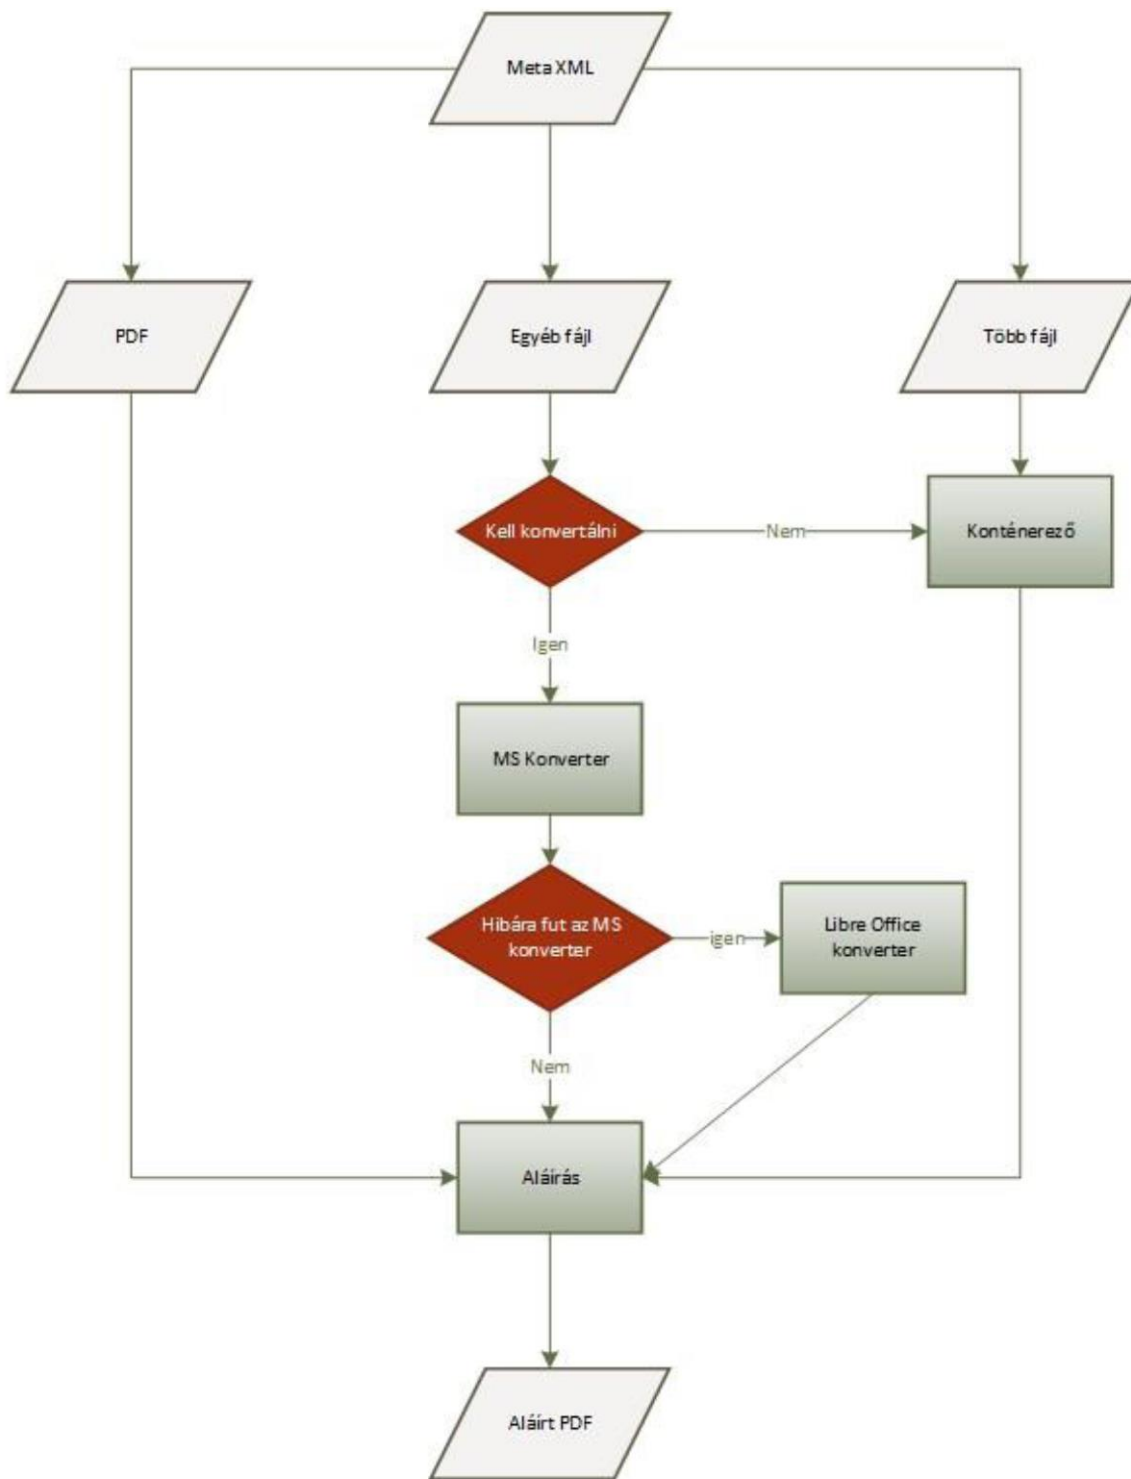 Meta XML
PDF
Egyéb fájl
Több fájl
Kell konvertálni
Nem
Konténerező
Igen
MS Konverter
Hibára fut az MS
konverter
igen
Libre Office
konverter
Nem
Aláírás
Aláírt PDF